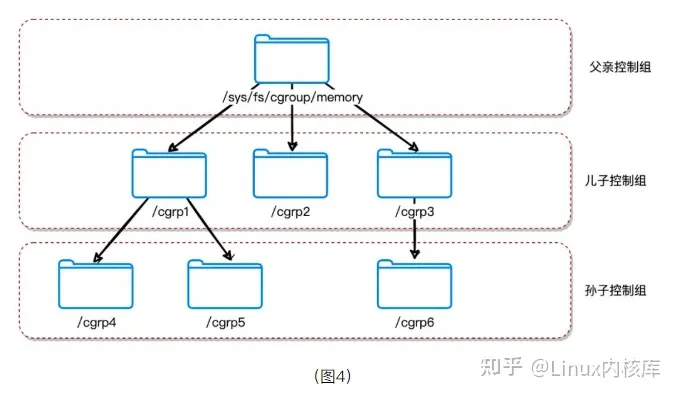 父亲控制组
/sys/fs/cgroup/memory
儿子控制组
/cgrp1 /cgrp2 /cgrp3
孙子控制组
/cgrp4 /cgrp5 /cgrp6
(图4)
知乎 @Linux内核库